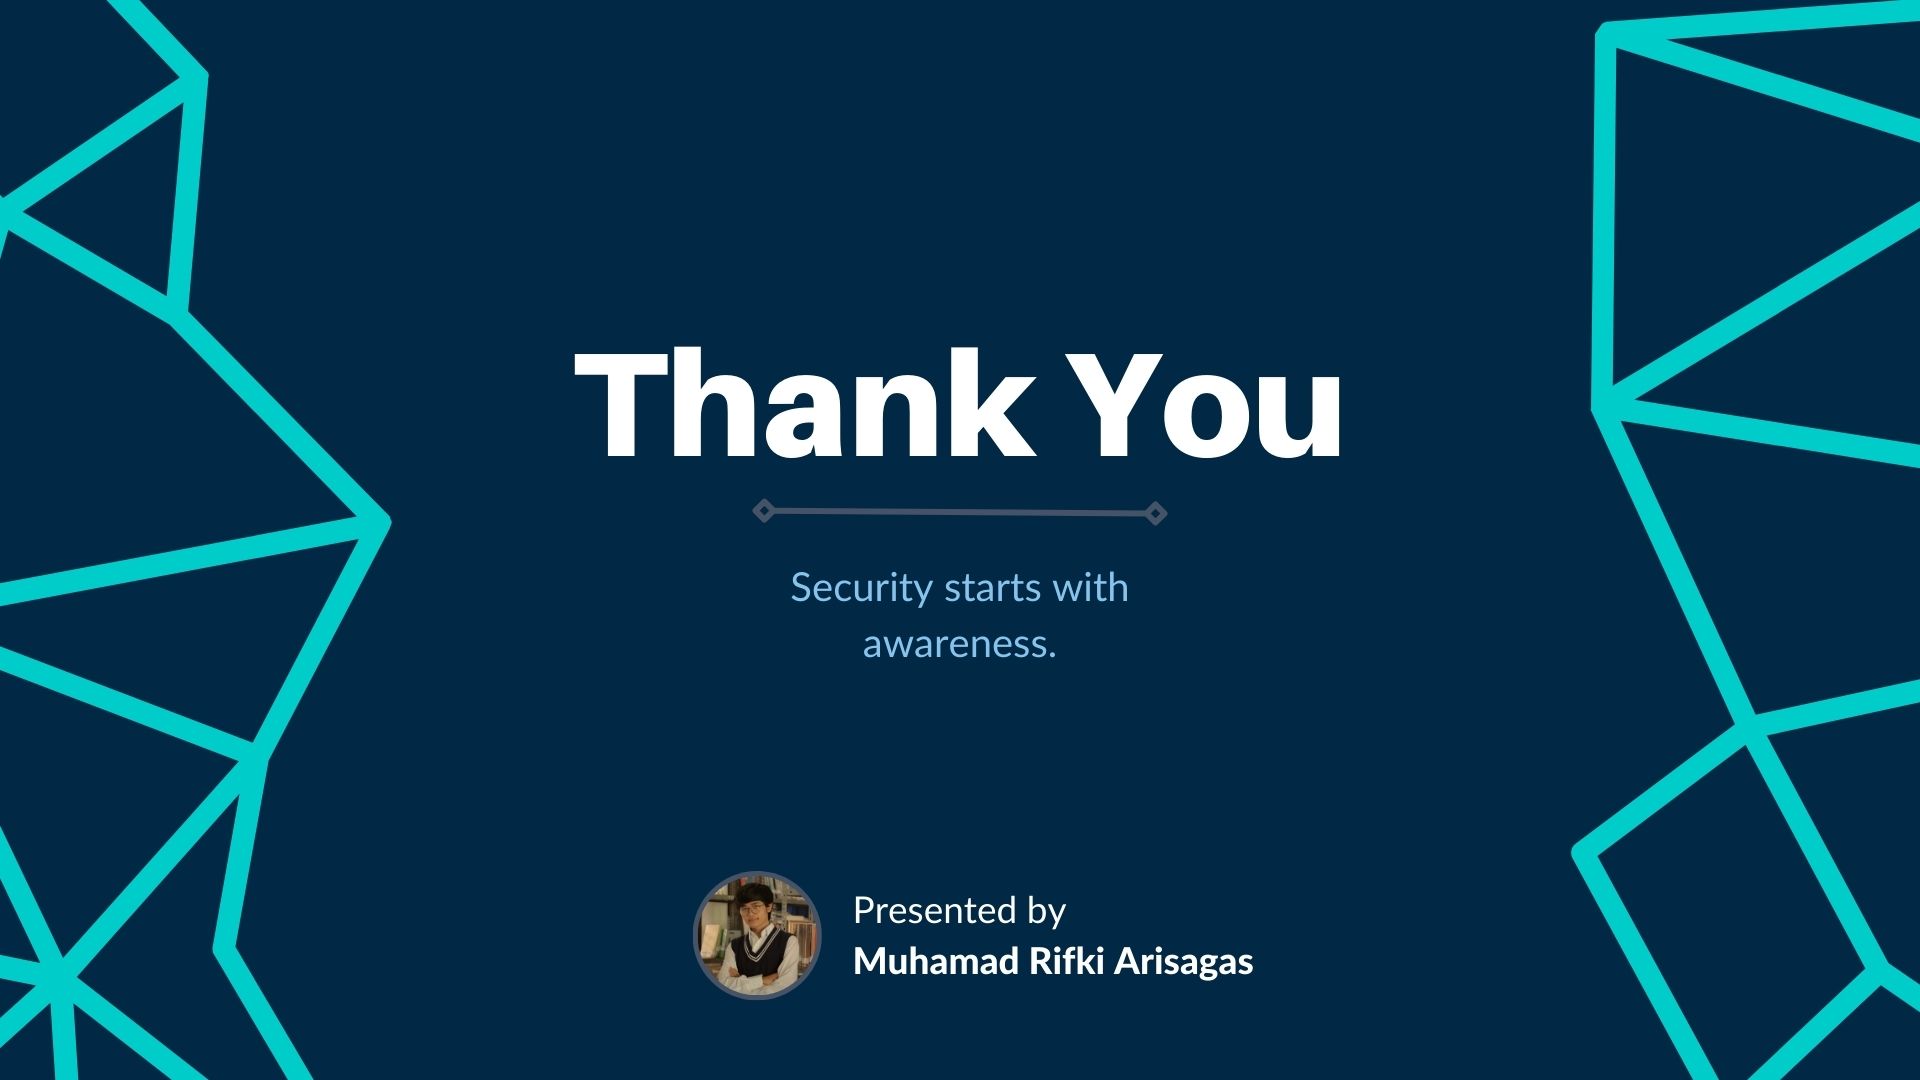 Thank You
Security starts with
awareness.
Presented by
Muhamad Rifki Arisagas